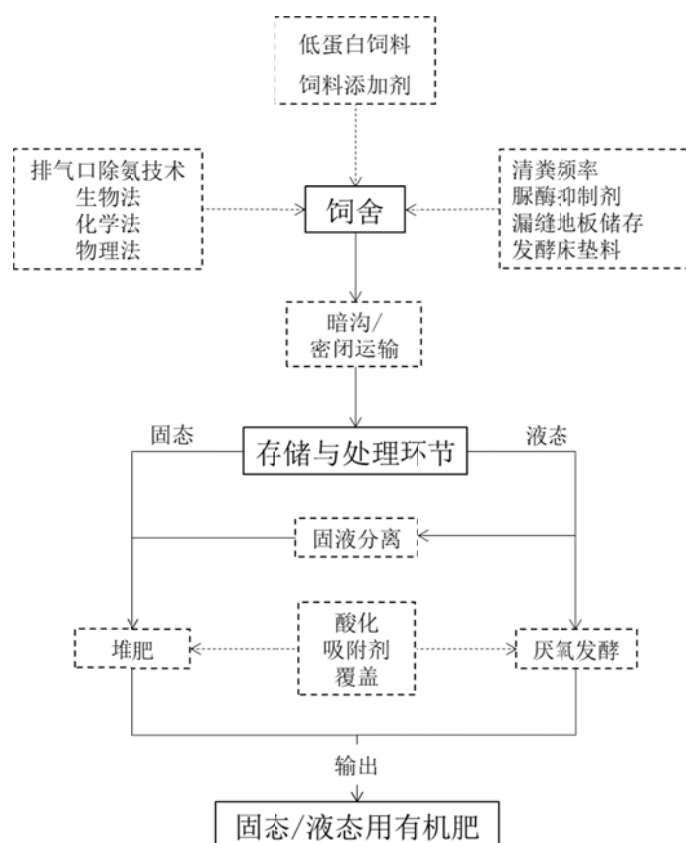 低蛋白饲料
饲料添加剂
排气口除氨技术
生物法
化学法
物理法
饲舍
清粪频率
脲酶抑制剂
漏缝地板储存
发酵床垫料
暗沟/
密闭运输
固态
存储与处理环节
液态
固液分离
堆肥
酸化
吸附剂
覆盖
厌氧发酵
输出
固态/液态用有机肥